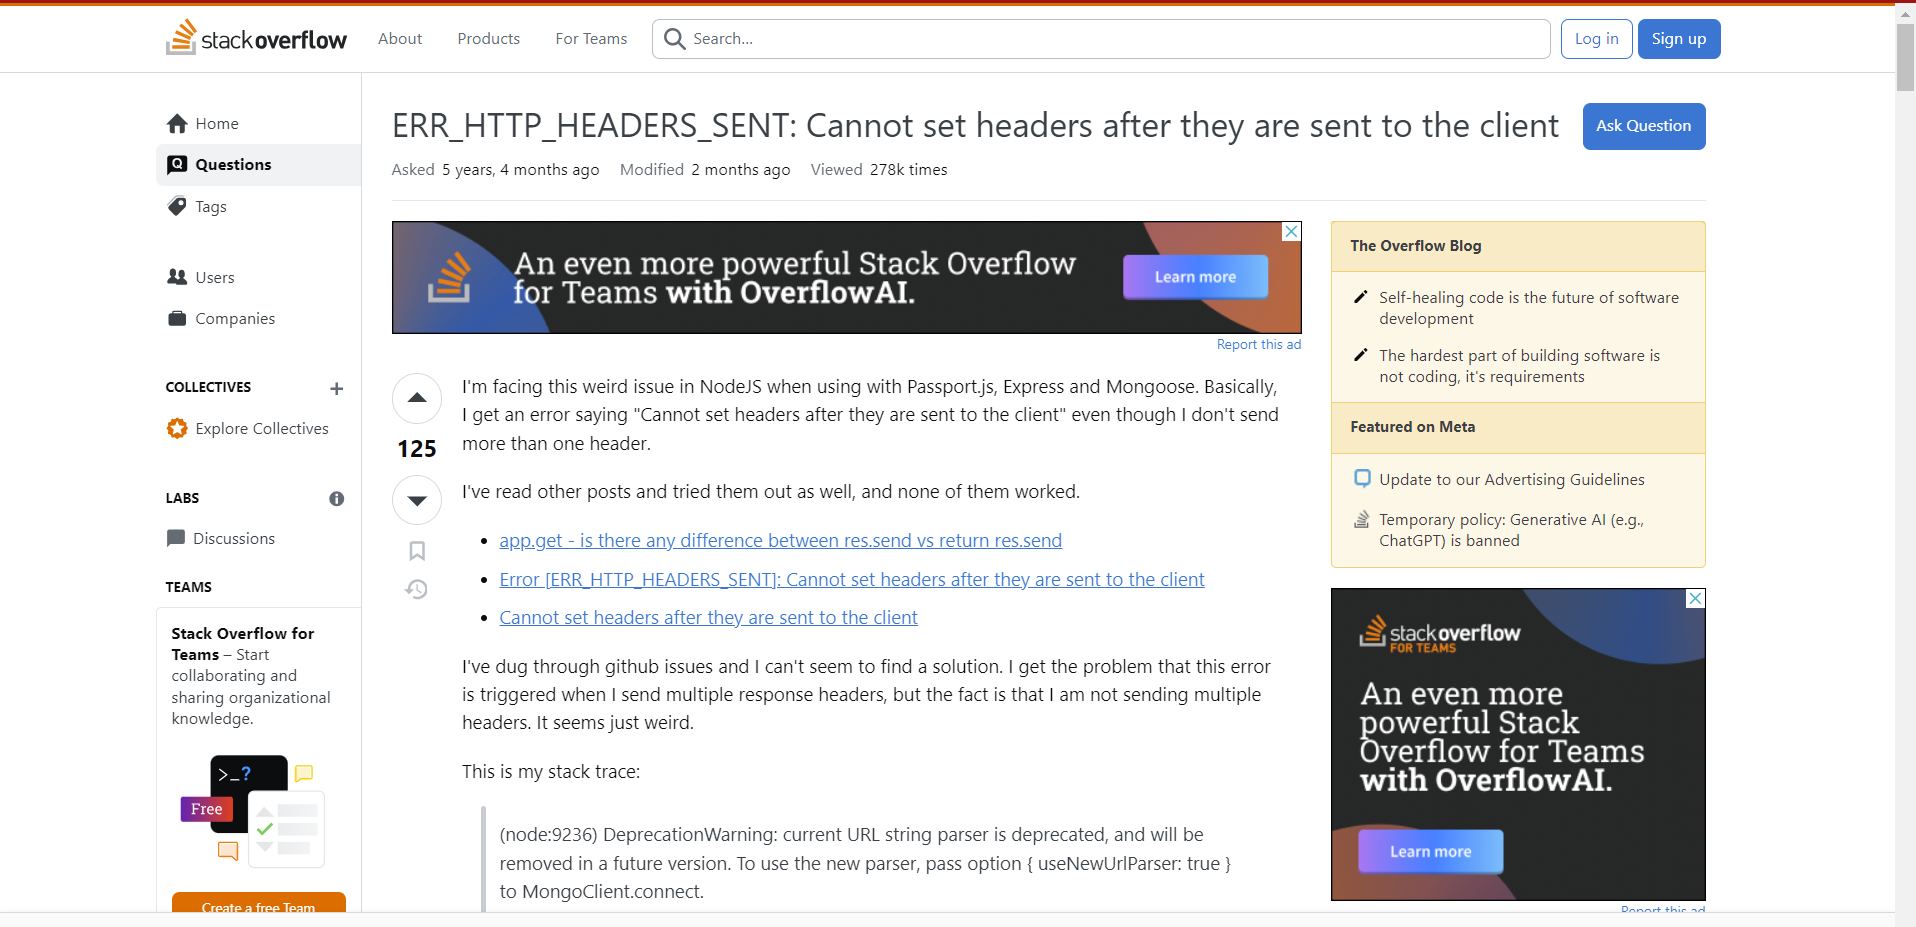 stack overflow
About
Products
For Teams
Search...
Log in
Sign up
Home
Questions
Tags
Users
Companies
COLLECTIVES
Explore Collectives
LABS
Discussions
TEAMS
Stack Overflow for
Teams – Start
collaborating and
sharing organizational
knowledge.
>_?
Free
Create a free Team
ERR_HTTP_HEADERS_SENT: Cannot set headers after they are sent to the client
Ask Question
Asked 5 years, 4 months ago Modified 2 months ago Viewed 278k times
An even more powerful Stack Overflow
for Teams with OverflowAI.
Learn more
Report this ad
125
I'm facing this weird issue in NodeJS when using with Passport.js, Express and Mongoose. Basically,
I get an error saying "Cannot set headers after they are sent to the client" even though I don't send
more than one header.
I've read other posts and tried them out as well, and none of them worked.
• app.get - is there any difference between res.send vs return res.send
• Error [ERR_HTTP_HEADERS_SENT]: Cannot set headers after they are sent to the client
• Cannot set headers after they are sent to the client
I've dug through github issues and I can't seem to find a solution. I get the problem that this error
is triggered when I send multiple response headers, but the fact is that I am not sending multiple
headers. It seems just weird.
This is my stack trace:
(node:9236) DeprecationWarning: current URL string parser is deprecated, and will be
removed in a future version. To use the new parser, pass option { useNewUrlParser: true }
to MongoClient.connect.
The Overflow Blog
Self-healing code is the future of software
development
The hardest part of building software is
not coding, it's requirements
Featured on Meta
Update to our Advertising Guidelines
Temporary policy: Generative AI (e.g.,
ChatGPT) is banned
stackoverflow
FOR TEAMS
An even more
powerful Stack
Overflow for Teams
with OverflowAI.
Learn more
Report this ad